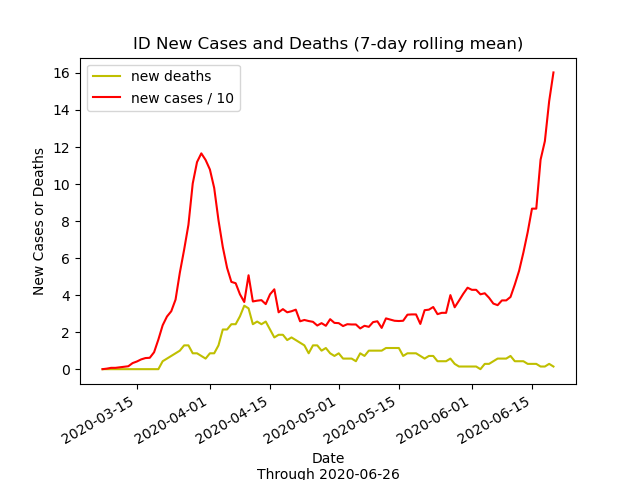 ID New Cases and Deaths (7-day rolling mean)
new deaths
new cases / 10
New Cases or Deaths
16
14
12
10
8
6
4
2
0
2020-03-15
2020-04-01
2020-04-15
2020-05-01
2020-05-15
2020-06-01
2020-06-15
Date
Through 2020-06-26